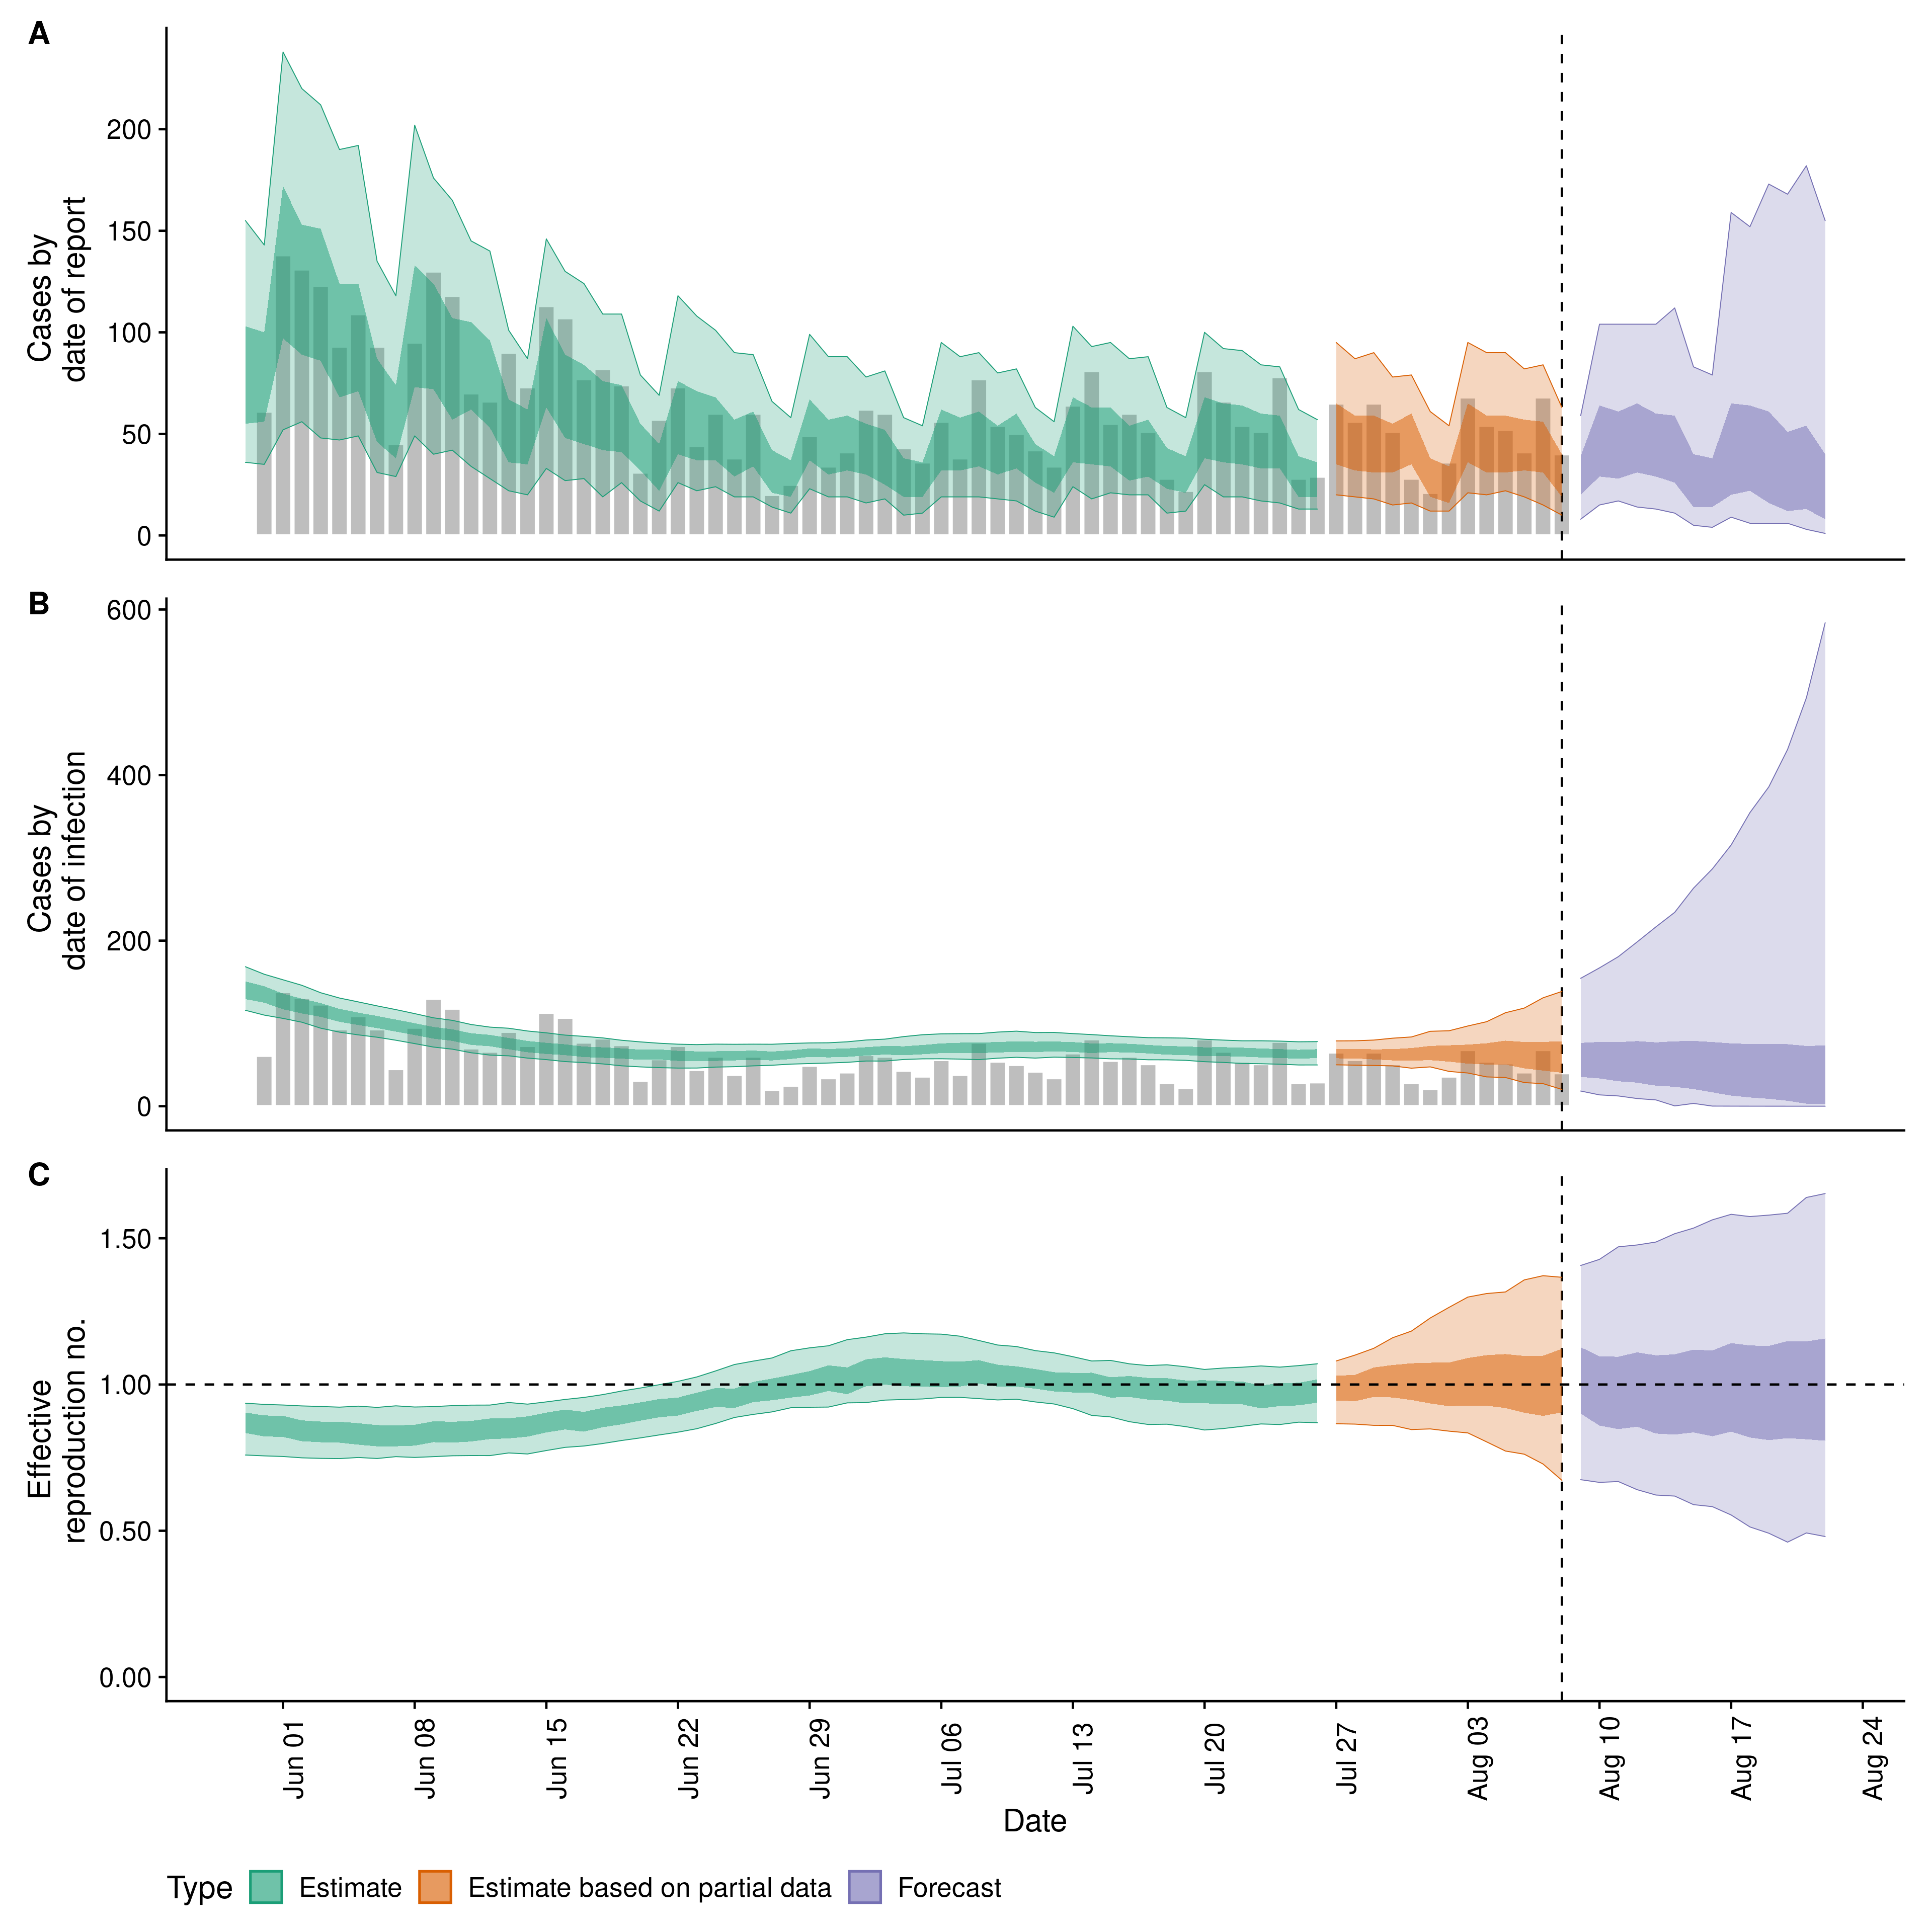 A
Cases by
date of report
200
150
100
50
0
B
Cases by
date of infection
600
400
200
0
C
Effective
reproduction no.
1.50
1.00
0.50
0.00
Jun 01
Jun 08
Jun 15
Jun 22
Jun 29
Jul 06
Jul 13
Jul 20
Jul 27
Aug 03
Aug 10
Aug 17
Aug 24
Date
Type Estimate Estimate based on partial data Forecast